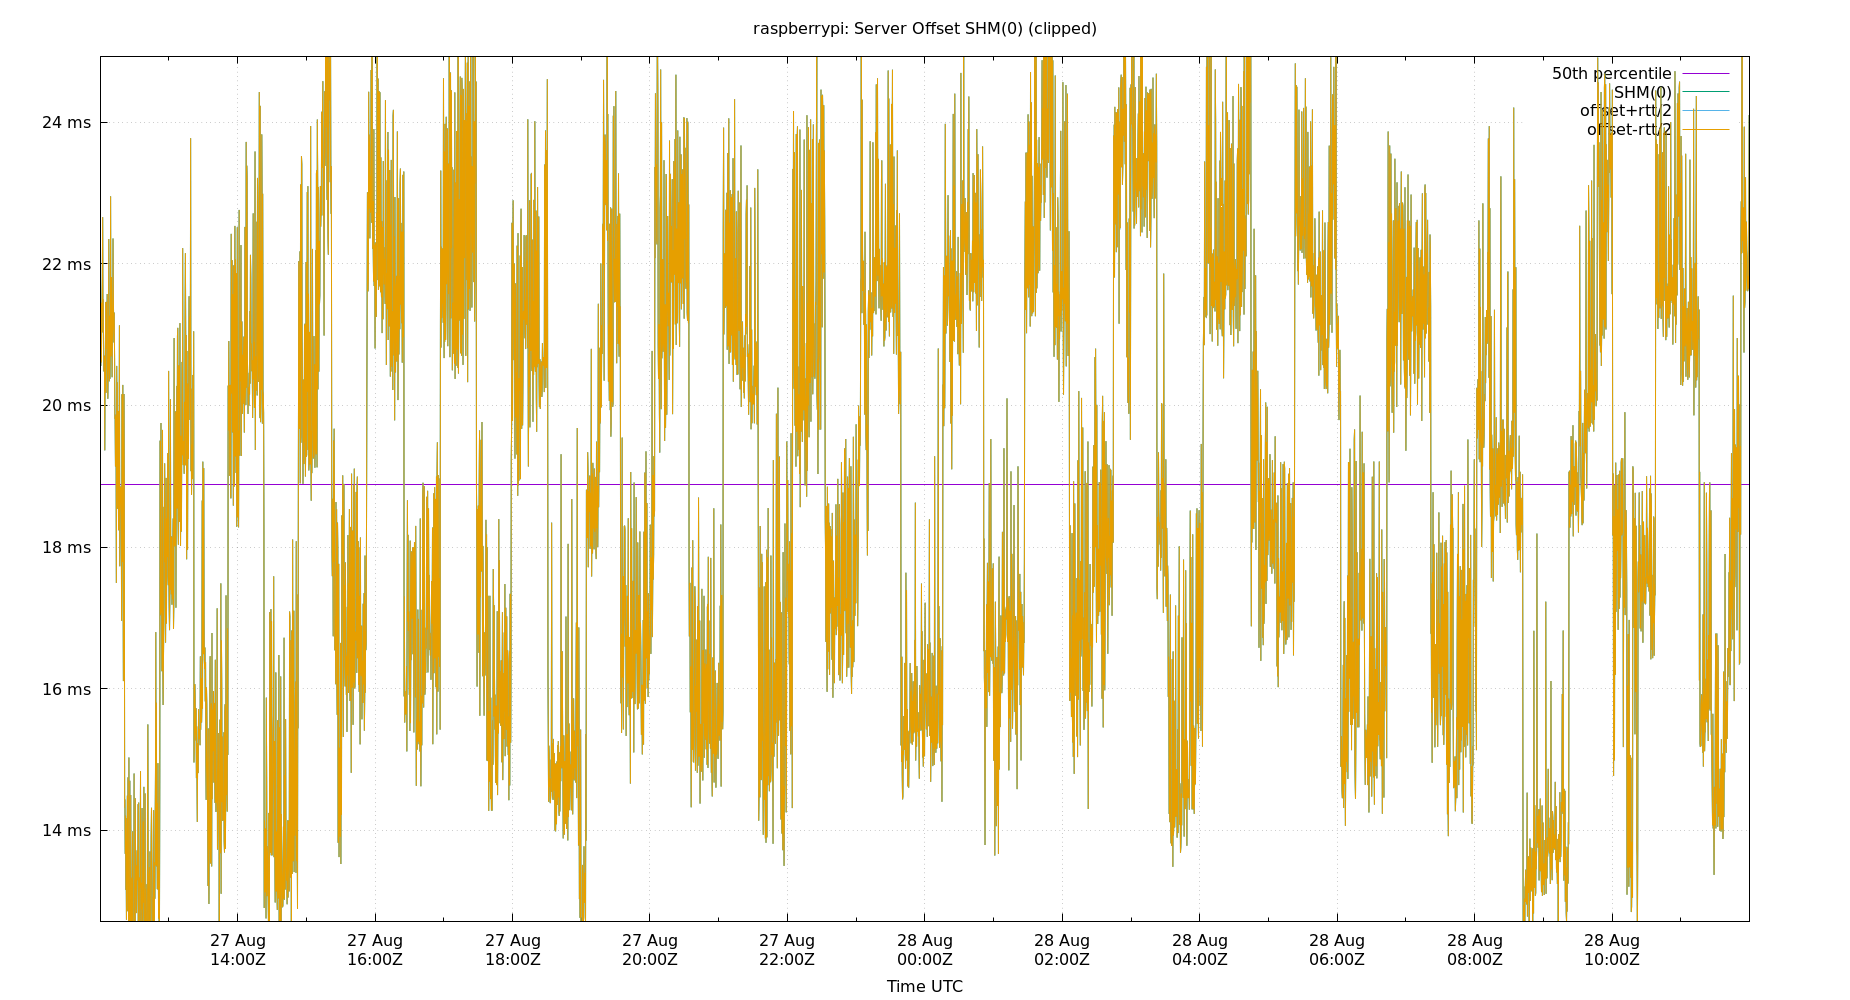 raspberrypi: Server Offset SHM(0) (clipped)
50th percentile
SHM(0)
offset+rtt/2
offset-rtt/2
24 ms
22 ms
20 ms
18 ms
16 ms
14 ms
27 Aug 27 Aug 27 Aug 27 Aug 27 Aug 28 Aug 28 Aug 28 Aug 28 Aug 28 Aug 28 Aug
14:00Z 16:00Z 18:00Z 20:00Z 22:00Z 00:00Z 02:00Z 04:00Z 06:00Z 08:00Z 10:00Z
Time UTC